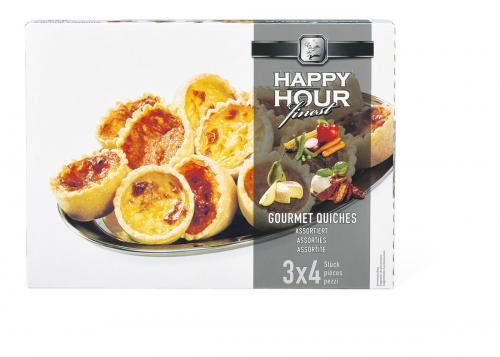 HAPPY
HOUR
finest
GOURMET QUICHES
ASSORTIERT
ASSORTIES
ASSORTITE
3x4
Stück
pièces
pezzi